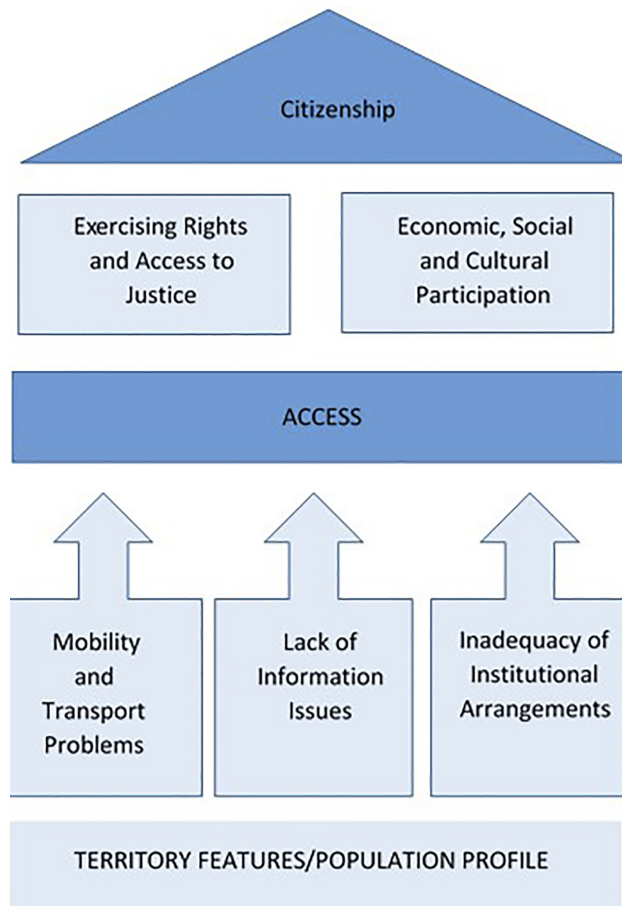 Citizenship
Exercising Rights
and Access to
Justice
Economic, Social
and Cultural
Participation
ACCESS
Mobility
and
Transport
Problems
Lack of
Information
Issues
Inadequacy of
Institutional
Arrangements
TERRITORY FEATURES/POPULATION PROFILE